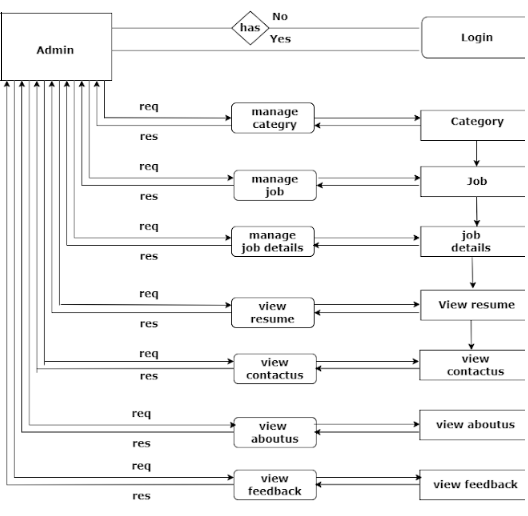 No
has
Yes
Admin
Login
req
manage
categry
Category
res
req
manage
job
Job
res
req
manage
job details
job
details
res
req
view
resume
View resume
res
req
view
contactus
view
contactus
res
req
view
aboutus
view aboutus
res
req
view
feedback
view feedback
res